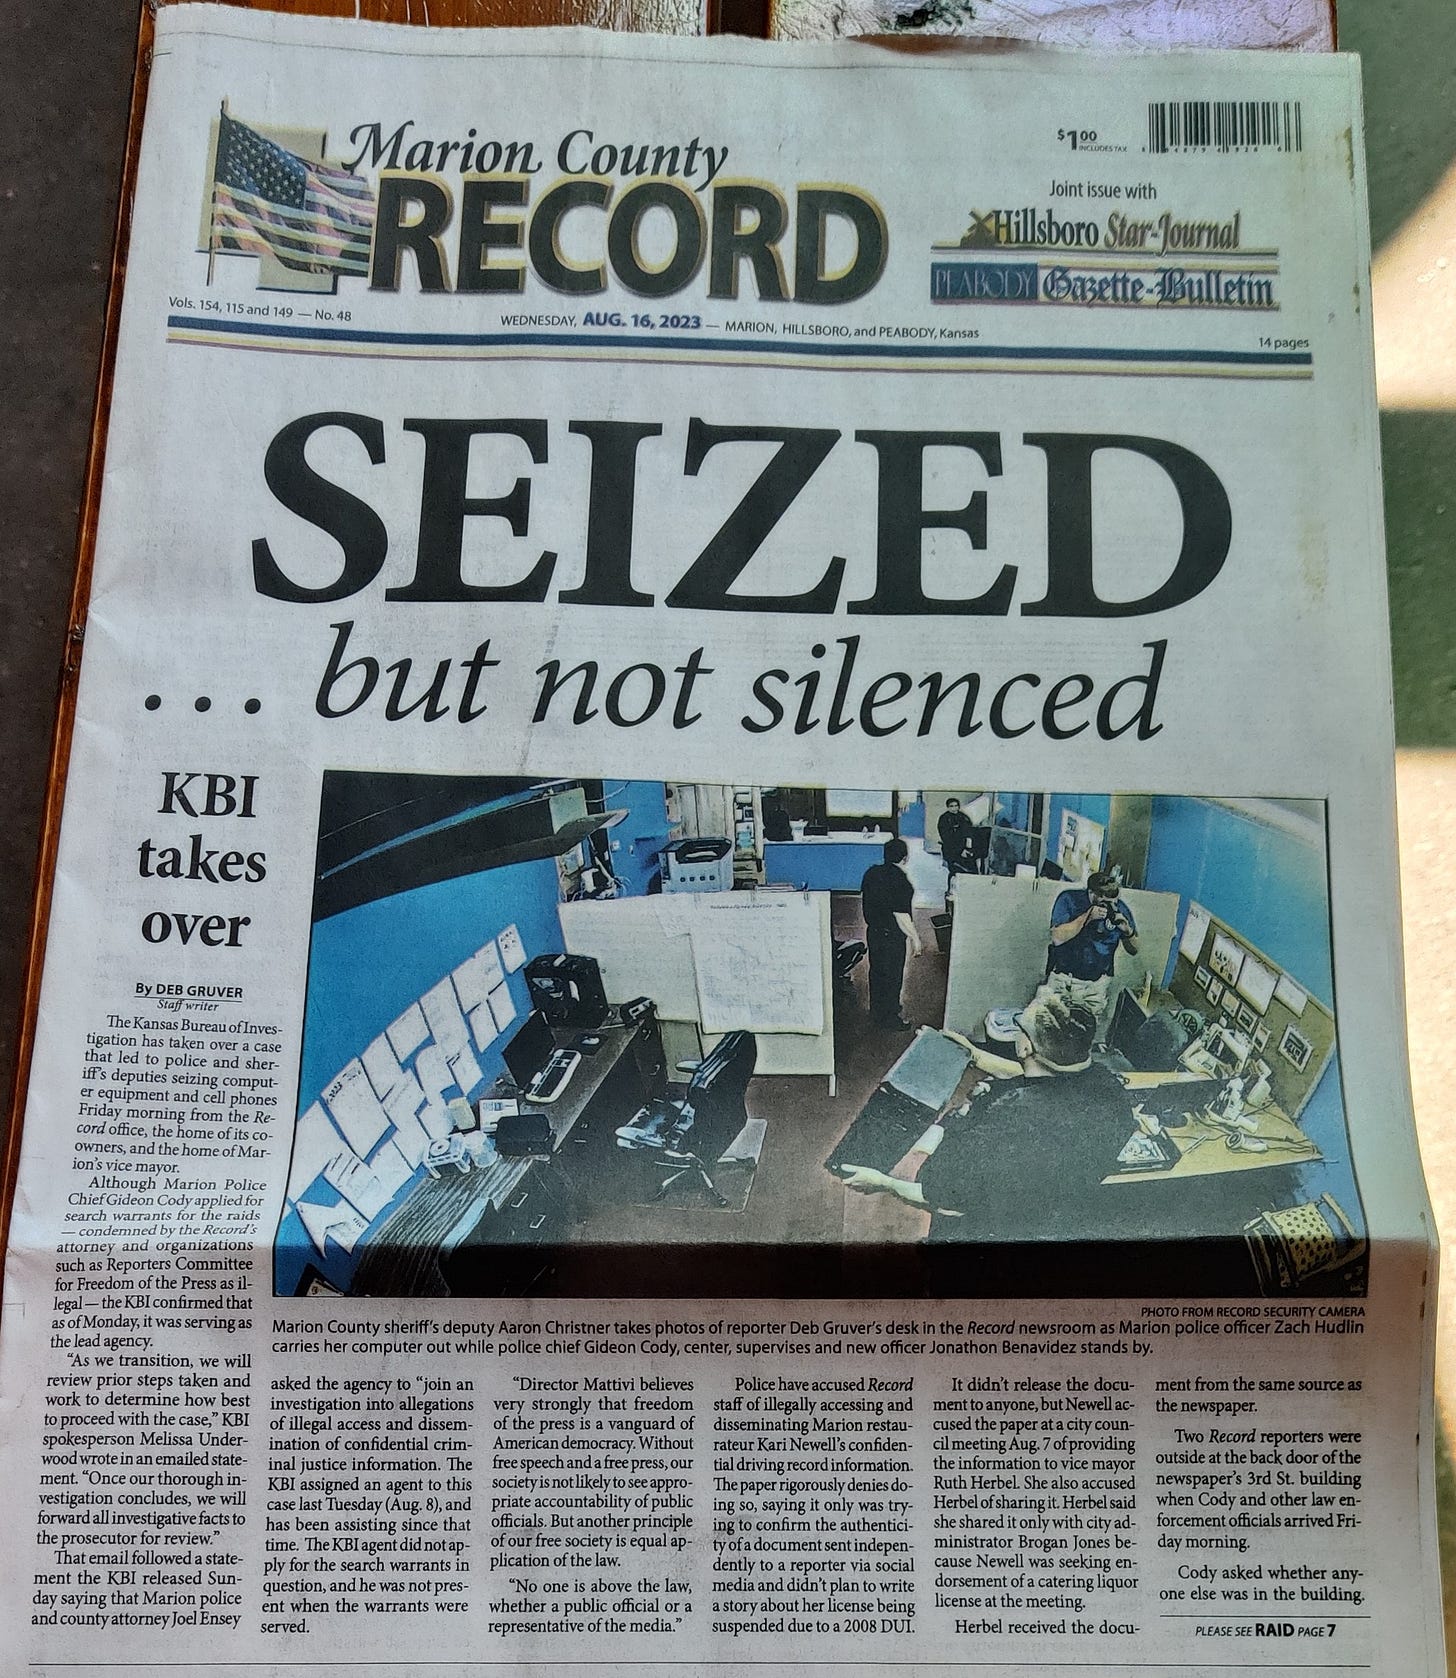 Marion County
RECORD
$1.00
INCLUDES TAX
Joint issue with
Hillsboro Star-Journal
PEABODY Gazette-Bulletin
Vols. 154, 115 and 149 — No. 48
WEDNESDAY, AUG. 16, 2023 — MARION, HILLSBORO, and PEABODY, Kansas
14 pages
SEIZED
... but not silenced
KBI
takes
over
By DEB GRUVER
Staff writer
The Kansas Bureau of Inves-
tigation has taken over a case
that led to police and sher-
iff's deputies seizing comput-
er equipment and cell phones
Friday morning from the Re-
cord office, the home of its co-
owners, and the home of Mar-
ion's vice mayor.
Although Marion Police
Chief Gideon Cody applied for
search warrants for the raids
— condemned by the Record's
attorney and organizations
such as Reporters Committee
for Freedom of the Press as il-
legal — the KBI confirmed that
as of Monday, it was serving as
the lead agency.
"As we transition, we will
review prior steps taken and
work to determine how best
to proceed with the case," KBI
spokesperson Melissa Under-
wood wrote in an emailed state-
ment. "Once our thorough in-
vestigation concludes, we will
forward all investigative facts to
the prosecutor for review."
That email followed a state-
ment the KBI released Sun-
day saying that Marion police
and county attorney Joel Ensey
PHOTO FROM RECORD SECURITY CAMERA
Marion County sheriff's deputy Aaron Christner takes photos of reporter Deb Gruver's desk in the Record newsroom as Marion police officer Zach Hudlin
carries her computer out while police chief Gideon Cody, center, supervises and new officer Jonathon Benavidez stands by.
asked the agency to "join an
investigation into allegations
of illegal access and dissem-
ination of confidential crim-
inal justice information. The
KBI assigned an agent to this
case last Tuesday (Aug. 8), and
has been assisting since that
time. The KBI agent did not ap-
ply for the search warrants in
question, and he was not pres-
ent when the warrants were
served.
"Director Mattivi believes
very strongly that freedom
of the press is a vanguard of
American democracy. Without
free speech and a free press, our
society is not likely to see appro-
priate accountability of public
officials. But another principle
of our free society is equal ap-
plication of the law.
"No one is above the law,
whether a public official or a
representative of the media."
Police have accused Record
staff of illegally accessing and
disseminating Marion restau-
rateur Kari Newell's confiden-
tial driving record information.
The paper rigorously denies do-
ing so, saying it only was try-
ing to confirm the authentici-
ty of a document sent indepen-
dently to a reporter via social
media and didn't plan to write
a story about her license being
suspended due to a 2008 DUI.
It didn't release the docu-
ment to anyone, but Newell ac-
cused the paper at a city coun-
cil meeting Aug. 7 of providing
the information to vice mayor
Ruth Herbel. She also accused
Herbel of sharing it. Herbel said
she shared it only with city ad-
ministrator Brogan Jones be-
cause Newell was seeking en-
dorsement of a catering liquor
license at the meeting.
Herbel received the docu-
ment from the same source as
the newspaper.
Two Record reporters were
outside at the back door of the
newspaper's 3rd St. building
when Cody and other law en-
forcement officials arrived Fri-
day morning.
Cody asked whether any-
one else was in the building.
PLEASE SEE RAID PAGE 7